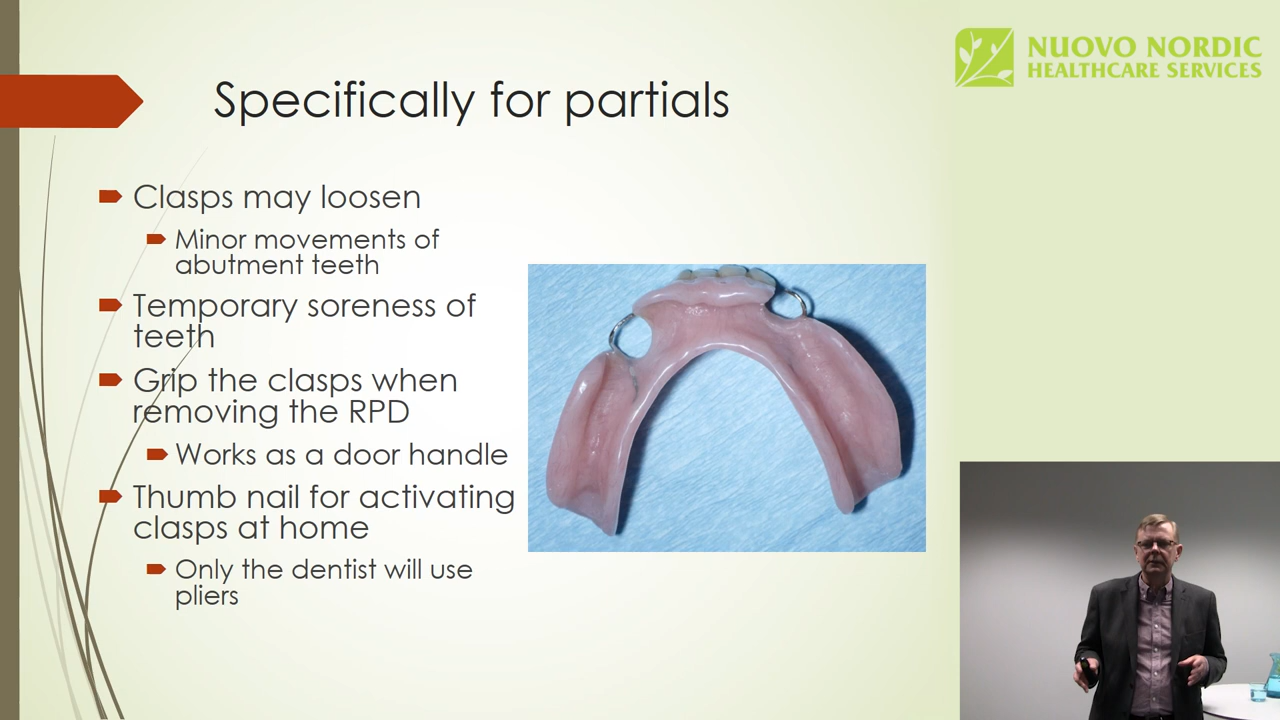 NUOVO NORDIC
HEALTHCARE SERVICES
Specifically for partials
Clasps may loosen
Minor movements of
abutment teeth
Temporary soreness of
teeth
Grip the clasps when
removing the RPD
Works as a door handle
Thumb nail for activating
clasps at home
Only the dentist will use
pliers